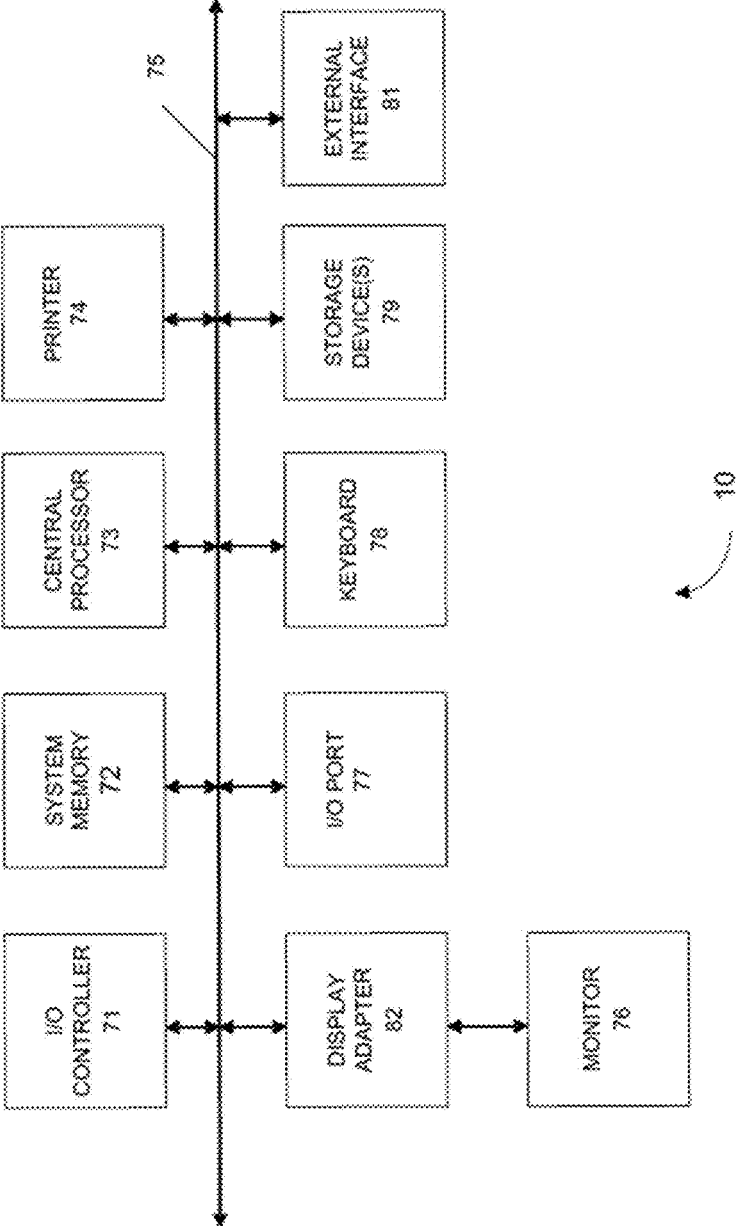 I/O
CONTROLLER
71
SYSTEM
MEMORY
72
CENTRAL
PROCESSOR
73
PRINTER
74
75
DISPLAY
ADAPTER
82
I/O PORT
77
KEYBOARD
78
STORAGE
DEVICE(S)
79
EXTERNAL
INTERFACE
81
MONITOR
76
10